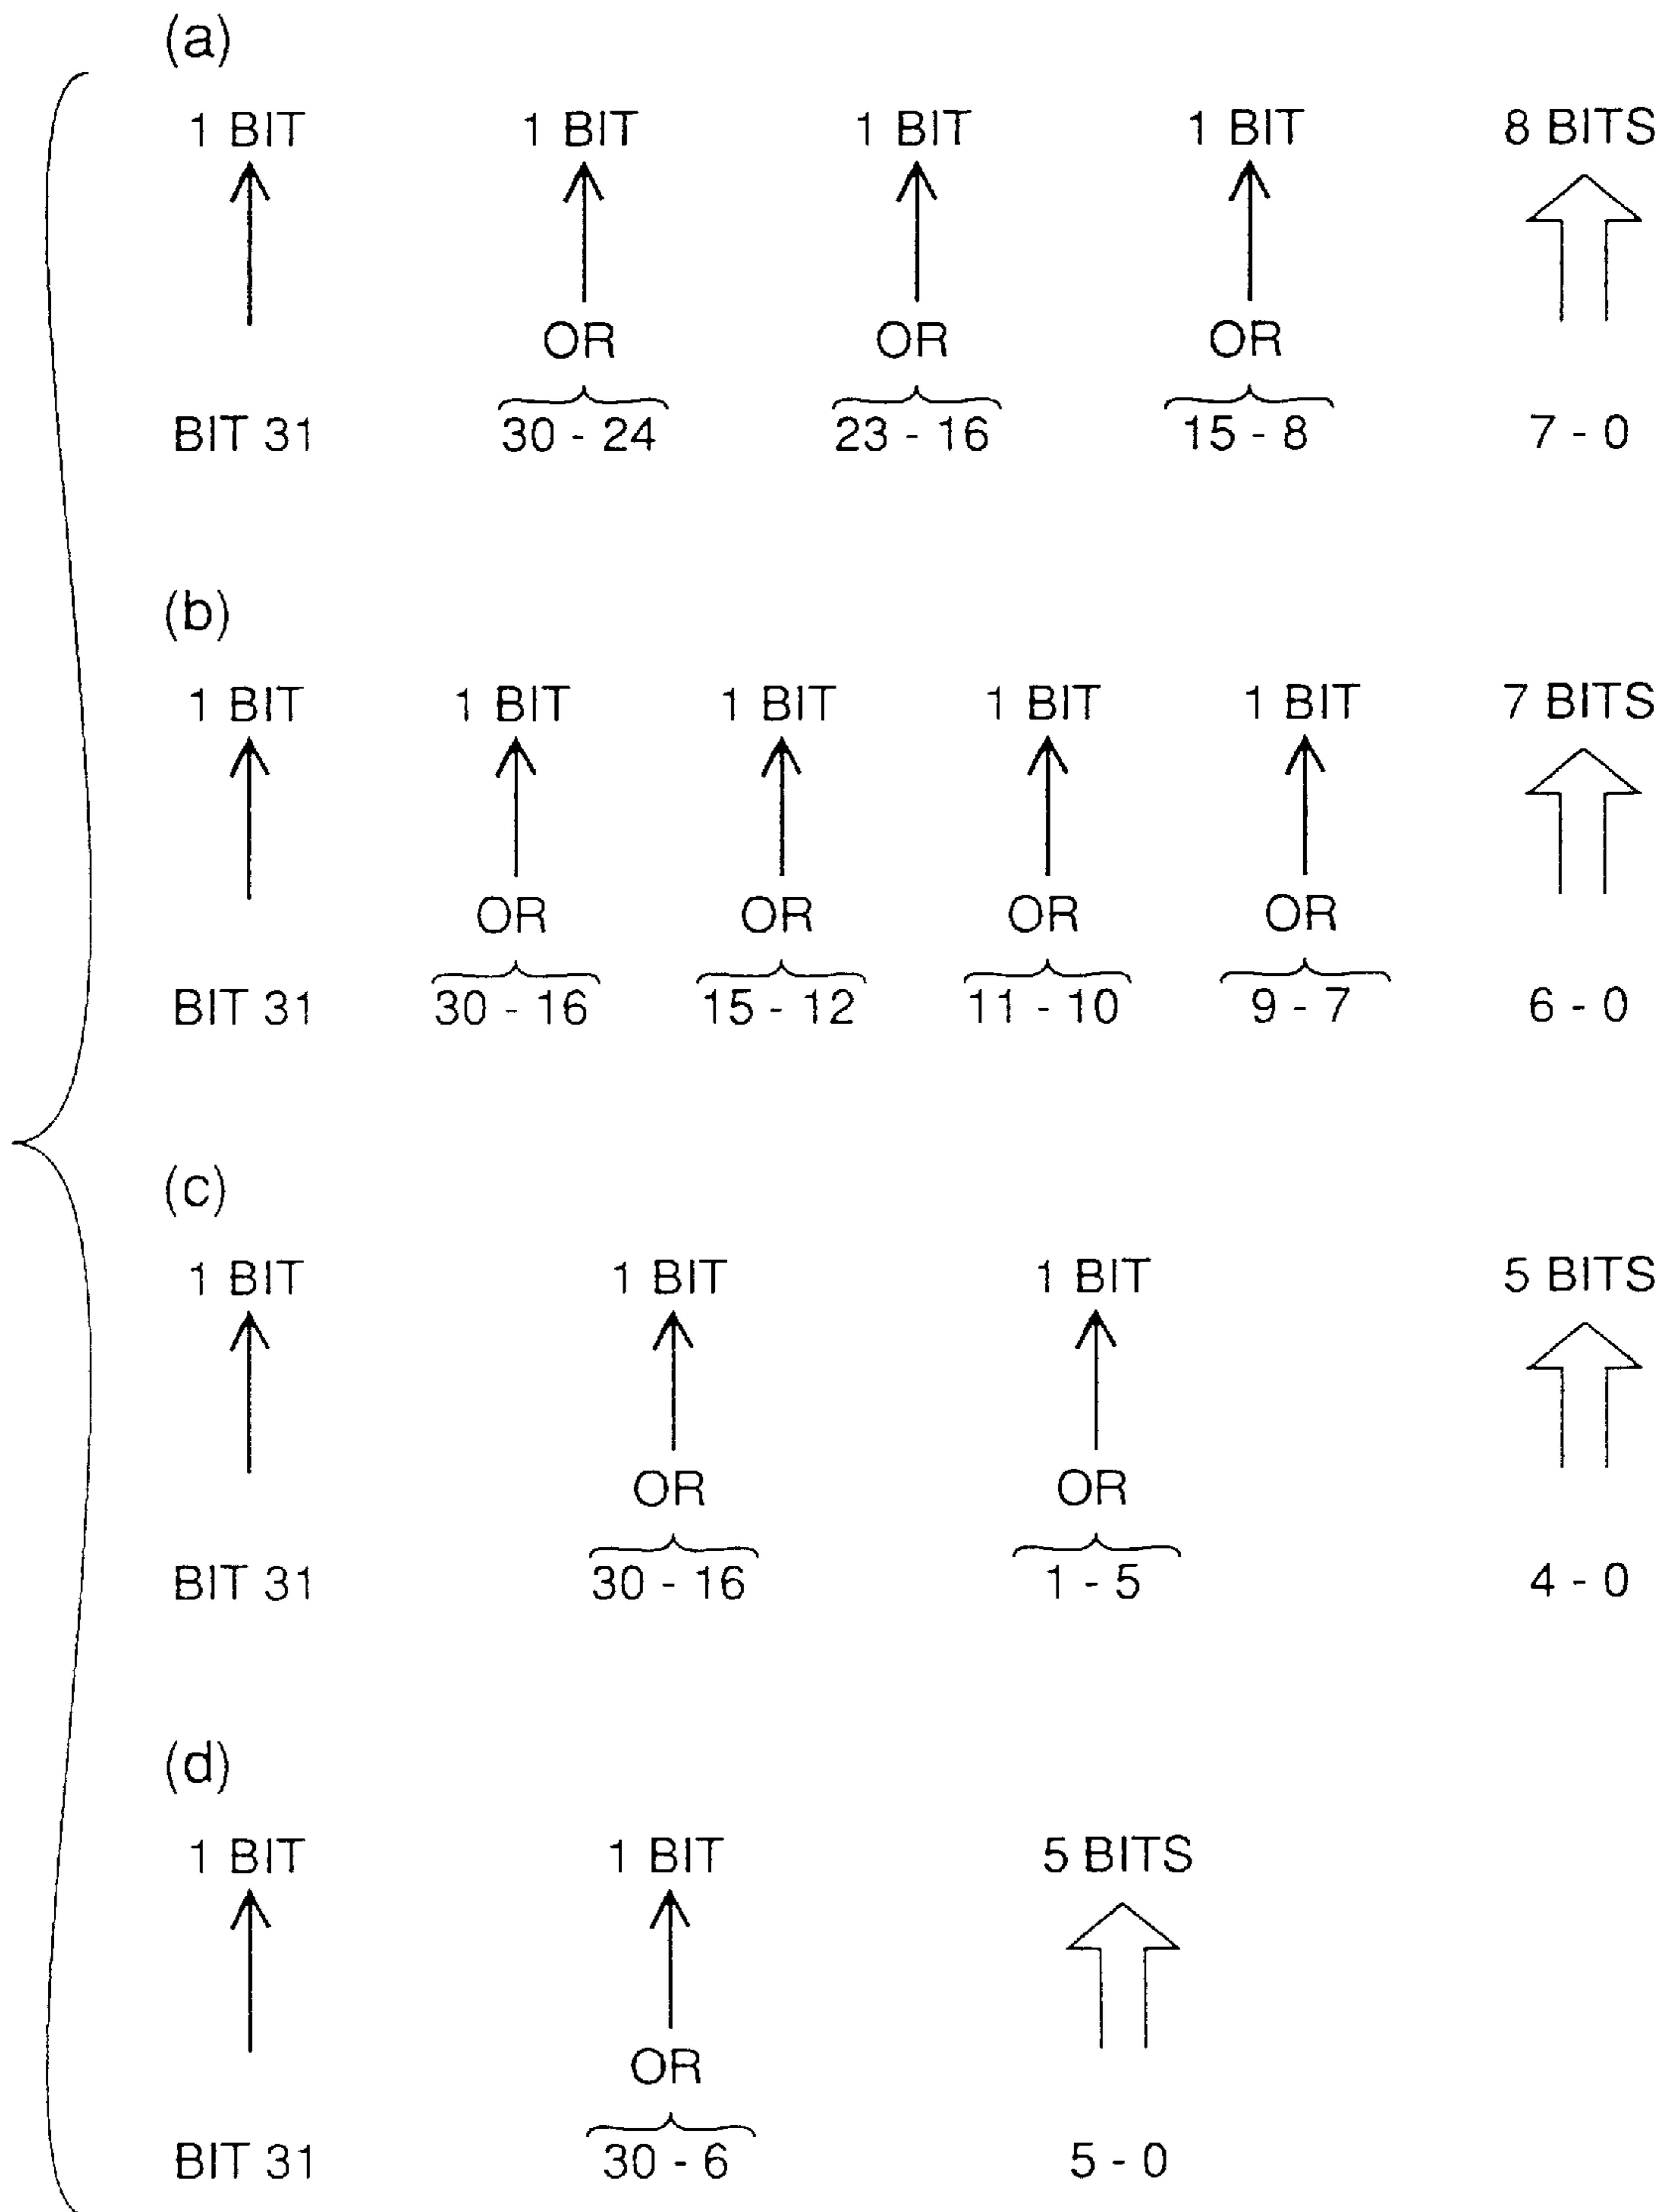 (a)
1 BIT 1 BIT 1 BIT 1 BIT 8 BITS
OR OR OR
BIT 31 30 - 24 23 - 16 15 - 8 7 - 0
(b)
1 BIT 1 BIT 1 BIT 1 BIT 1 BIT 7 BITS
OR OR OR OR
BIT 31 30 - 16 15 - 12 11 - 10 9 - 7 6 - 0
(c)
1 BIT 1 BIT 1 BIT 5 BITS
OR OR
BIT 31 30 - 16 1 - 5 4 - 0
(d)
1 BIT 1 BIT 5 BITS
OR
BIT 31 30 - 6 5 - 0